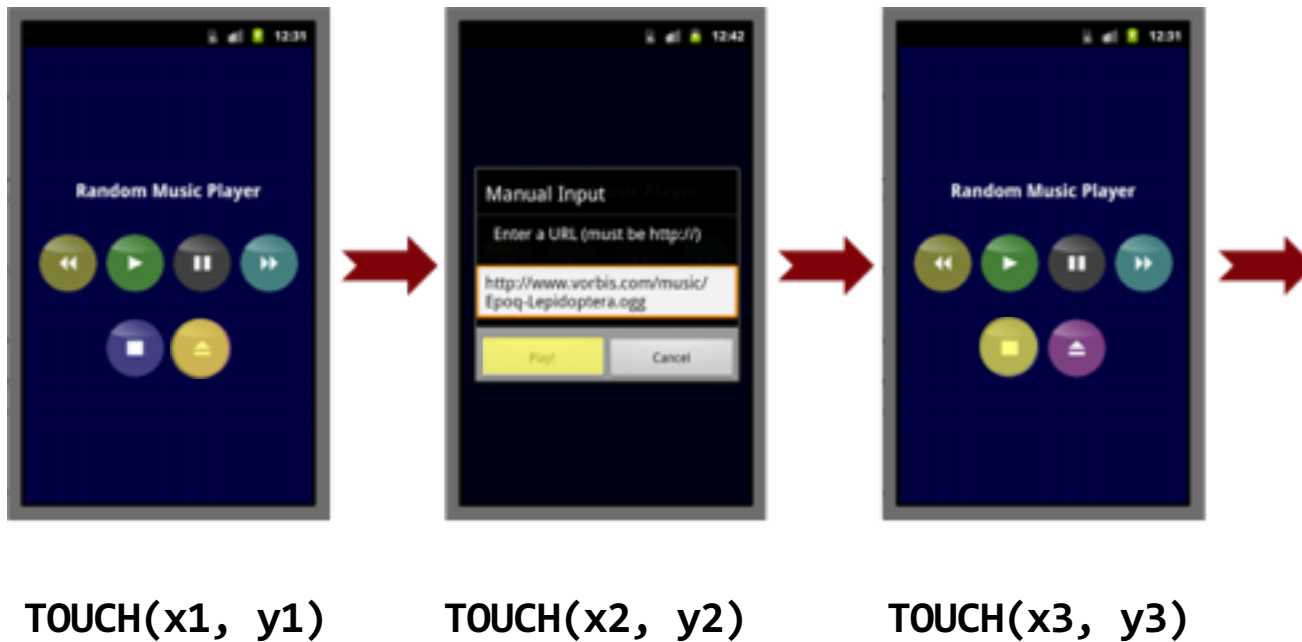 12:31
Random Music Player
TOUCH(x1, y1)
12:42
Manual Input
Enter a URL (must be http://)
http://www.vorbis.com/music/
Epoq-Lepidoptera.ogg
Play!
Cancel
TOUCH(x2, y2)
12:31
Random Music Player
TOUCH(x3, y3)